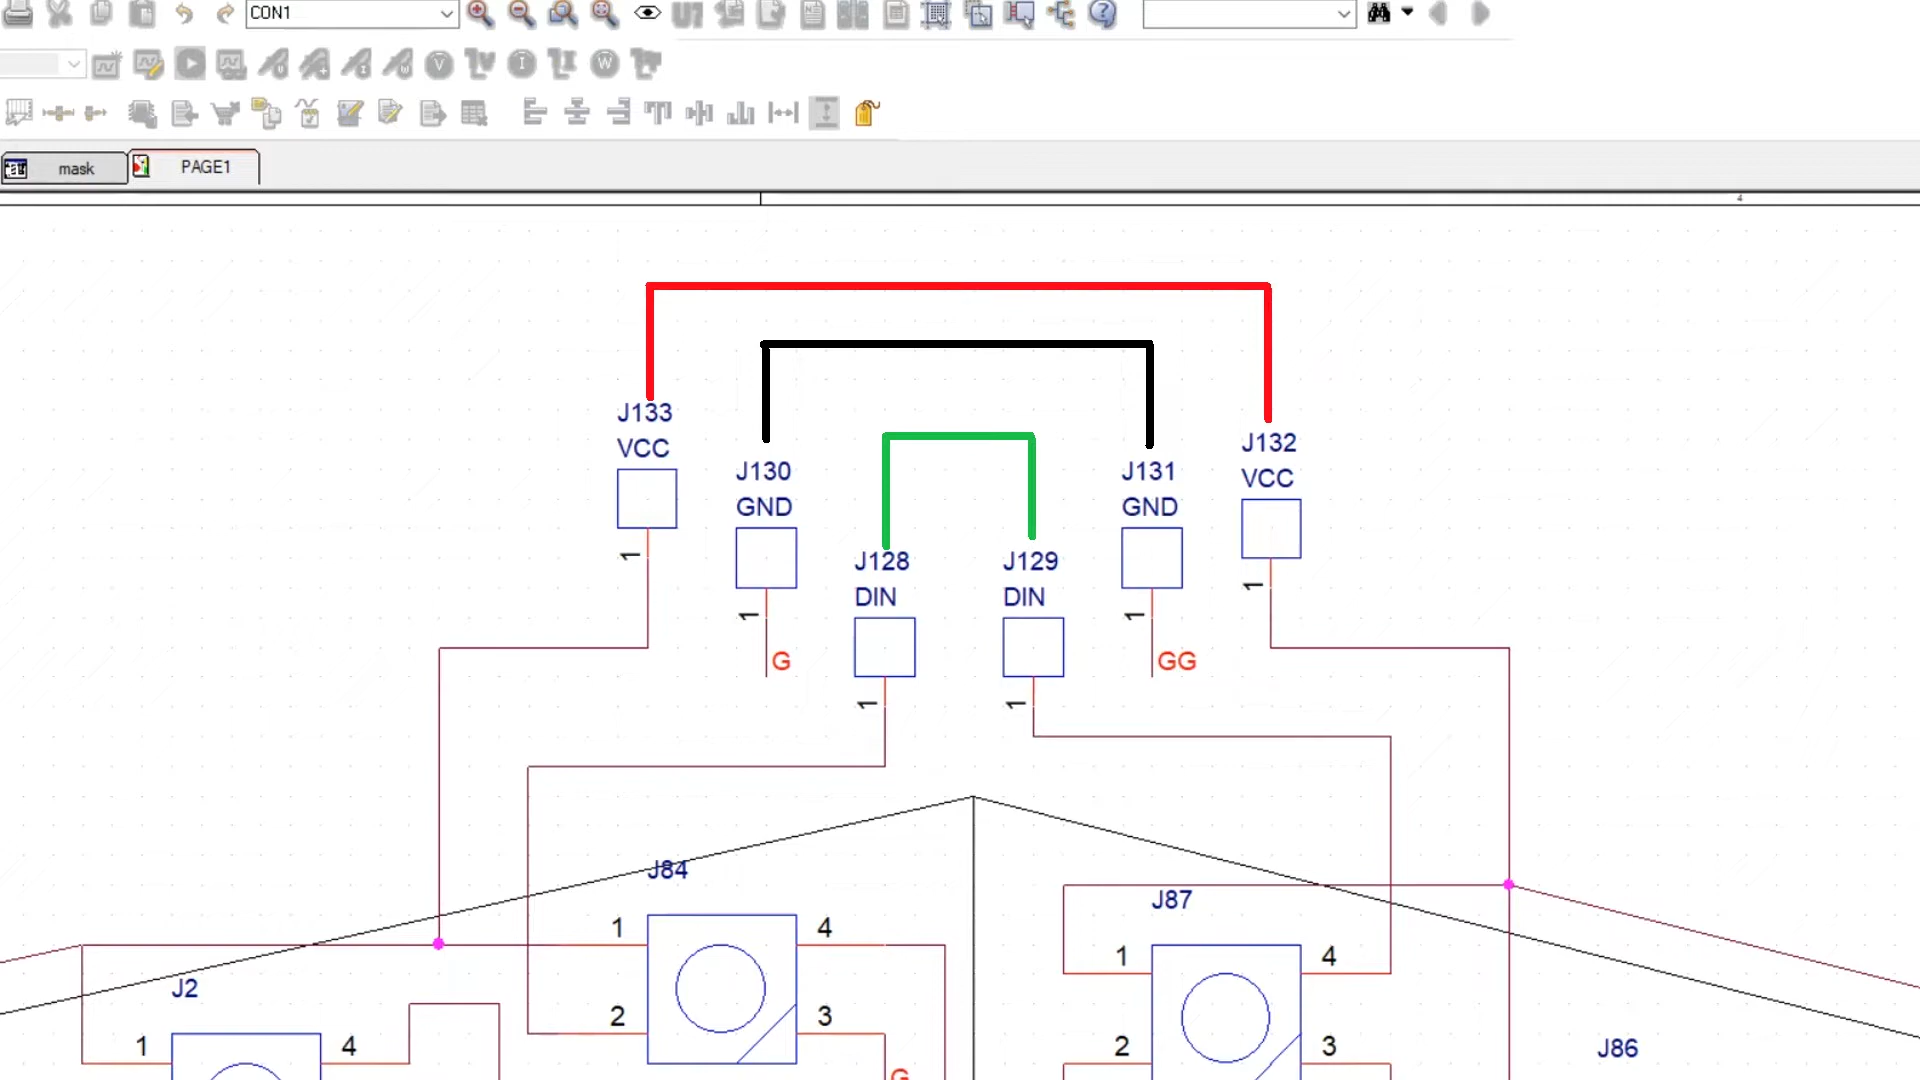 CON1
V I W
mask PAGE1
4
J133
VCC
J132
VCC
J130
GND
J131
GND
J128
DIN
J129
DIN
1
1
1
1
G
GG
1
1
J84
J87
1
4
1
4
J2
2
3
1
4
2
3
J86
G